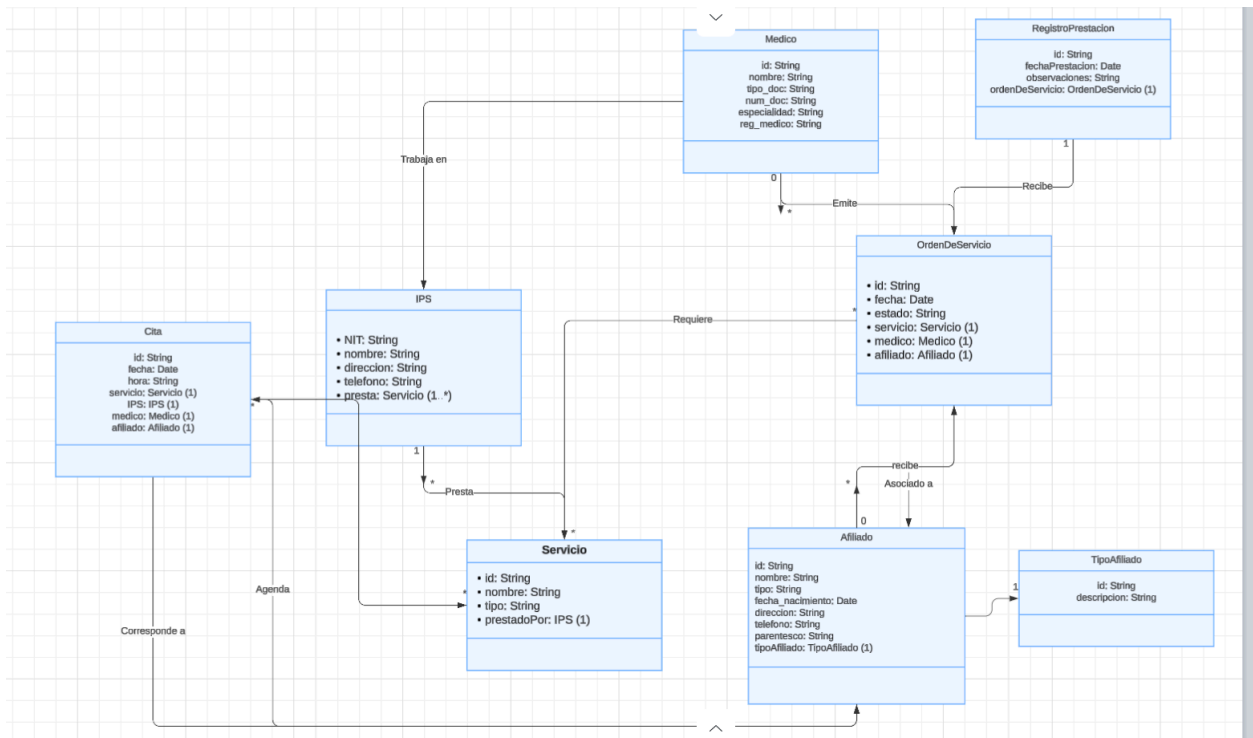 Medico
id: String
nombre: String
tipo_doc: String
num_doc: String
especialidad: String
reg_medico: String
0
*
RegistroPrestacion
id: String
fechaPrestacion: Date
observaciones: String
ordenDeServicio: OrdenDeServicio (1)
1
Trabaja en
Emite
Recibe
OrdenDeServicio
• id: String
• fecha: Date
• estado: String
• servicio: Servicio (1)
• medico: Medico (1)
• afiliado: Afiliado (1)
*
Requiere
IPS
• NIT: String
• nombre: String
• direccion: String
• telefono: String
• presta: Servicio (1..*)
1
*
Presta
*
Cita
id: String
fecha: Date
hora: String
servicio: Servicio (1)
IPS: IPS (1)
medico: Medico (1)
afiliado: Afiliado (1)
*
recibe
Asociado a
*
0
Servicio
• id: String
• nombre: String
• tipo: String
• prestadoPor: IPS (1)
*
Afiliado
id: String
nombre: String
tipo: String
fecha_nacimiento: Date
direccion: String
telefono: String
parentesco: String
tipoAfiliado: TipoAfiliado (1)
1
TipoAfiliado
id: String
descripcion: String
Agenda
Corresponde a